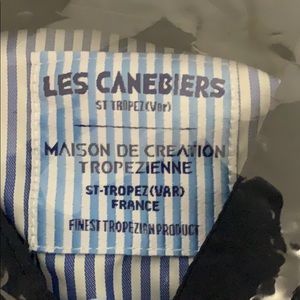 LES CANEBIERS
ST TROPEZ (Var)
MAISON DE CREATION
TROPEZIENNE
ST-TROPEZ (VAR)
FRANCE
FINEST TROPEZIAN PRODUCT